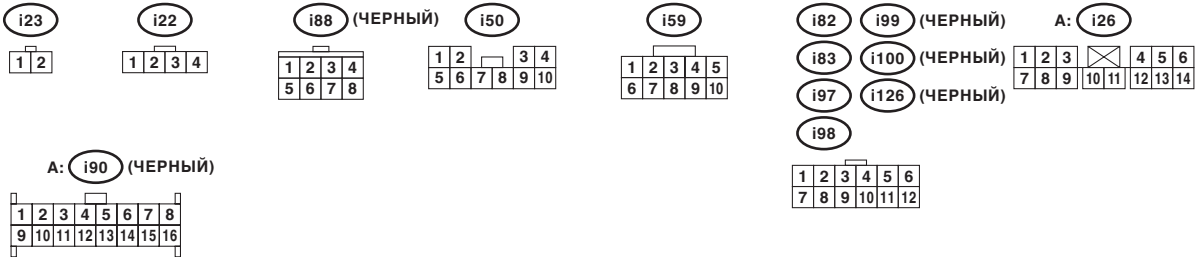 i23
1 2
i22
1 2 3 4
i88 (ЧЕРНЫЙ)
1 2 3 4
5 6 7 8
i50
1 2 3 4
5 6 7 8 9 10
i59
1 2 3 4 5
6 7 8 9 10
i82 i99 (ЧЕРНЫЙ)
i83 i100 (ЧЕРНЫЙ)
i97 i126 (ЧЕРНЫЙ)
i98
1 2 3 4 5 6
7 8 9 10 11 12
A: i26
1 2 3 4 5 6
7 8 9 10 11 12 13 14
A: i90 (ЧЕРНЫЙ)
1 2 3 4 5 6 7 8
9 10 11 12 13 14 15 16